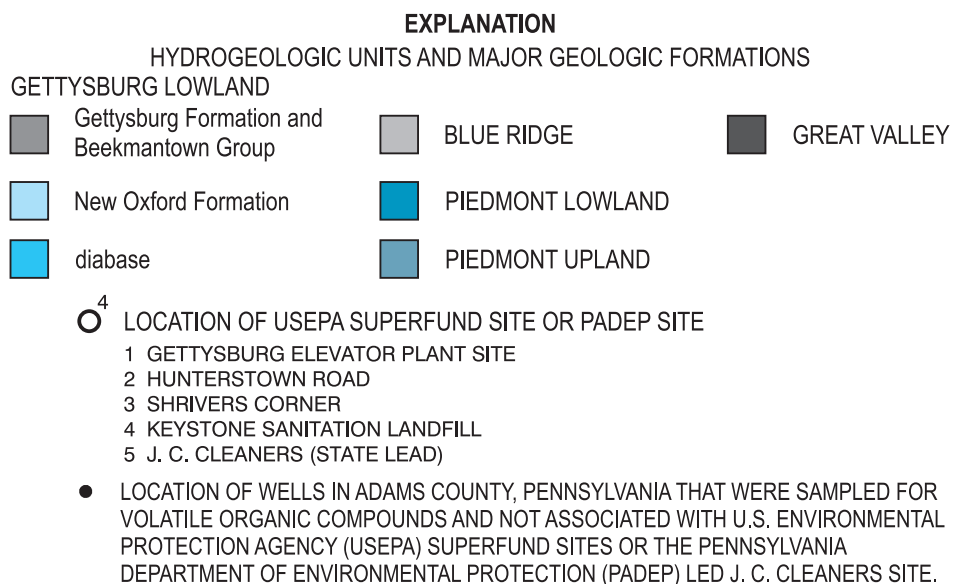 EXPLANATION
HYDROGEOLOGIC UNITS AND MAJOR GEOLOGIC FORMATIONS
GETTYSBURG LOWLAND
Gettysburg Formation and
Beekmantown Group
BLUE RIDGE
GREAT VALLEY
New Oxford Formation
PIEDMONT LOWLAND
diabase
PIEDMONT UPLAND
4
LOCATION OF USEPA SUPERFUND SITE OR PADEP SITE
1 GETTYSBURG ELEVATOR PLANT SITE
2 HUNTERSTOWN ROAD
3 SHRIVERS CORNER
4 KEYSTONE SANITATION LANDFILL
5 J. C. CLEANERS (STATE LEAD)
LOCATION OF WELLS IN ADAMS COUNTY, PENNSYLVANIA THAT WERE SAMPLED FOR
VOLATILE ORGANIC COMPOUNDS AND NOT ASSOCIATED WITH U.S. ENVIRONMENTAL
PROTECTION AGENCY (USEPA) SUPERFUND SITES OR THE PENNSYLVANIA
DEPARTMENT OF ENVIRONMENTAL PROTECTION (PADEP) LED J. C. CLEANERS SITE.